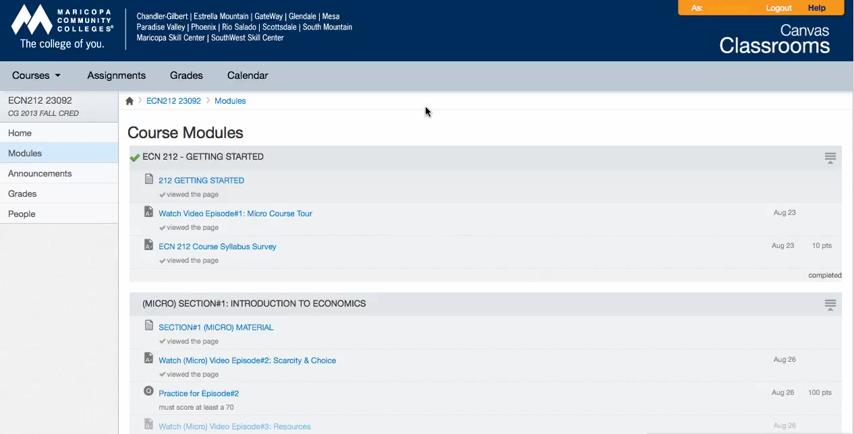 MARICOPA
COMMUNITY
COLLEGES®
The college of you.
Chandler-Gilbert | Estrella Mountain | GateWay | Glendale | Mesa
Paradise Valley | Phoenix | Rio Salado | Scottsdale | South Mountain
Maricopa Skill Center | SouthWest Skill Center
As:
Logout
Help
Canvas
Classrooms
Courses
Assignments
Grades
Calendar
ECN212 23092
CG 2013 FALL CRED
Home
Modules
Announcements
Grades
People
ECN212 23092 > Modules
Course Modules
ECN 212 - GETTING STARTED
212 GETTING STARTED
viewed the page
Watch Video Episode#1: Micro Course Tour Aug 23
viewed the page
ECN 212 Course Syllabus Survey Aug 23 10 pts
viewed the page
completed
(MICRO) SECTION#1: INTRODUCTION TO ECONOMICS
SECTION#1 (MICRO) MATERIAL
viewed the page
Watch (Micro) Video Episode#2: Scarcity & Choice Aug 26
viewed the page
Practice for Episode#2 Aug 26 100 pts
must score at least a 70
Watch (Micro) Video Episode#3: Resources Aug 26